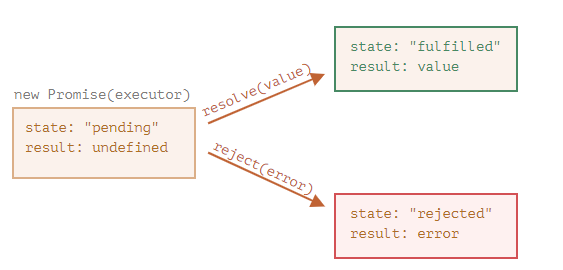 new Promise(executor)
state: "pending"
result: undefined
resolve(value)
reject(error)
state: "fulfilled"
result: value
state: "rejected"
result: error